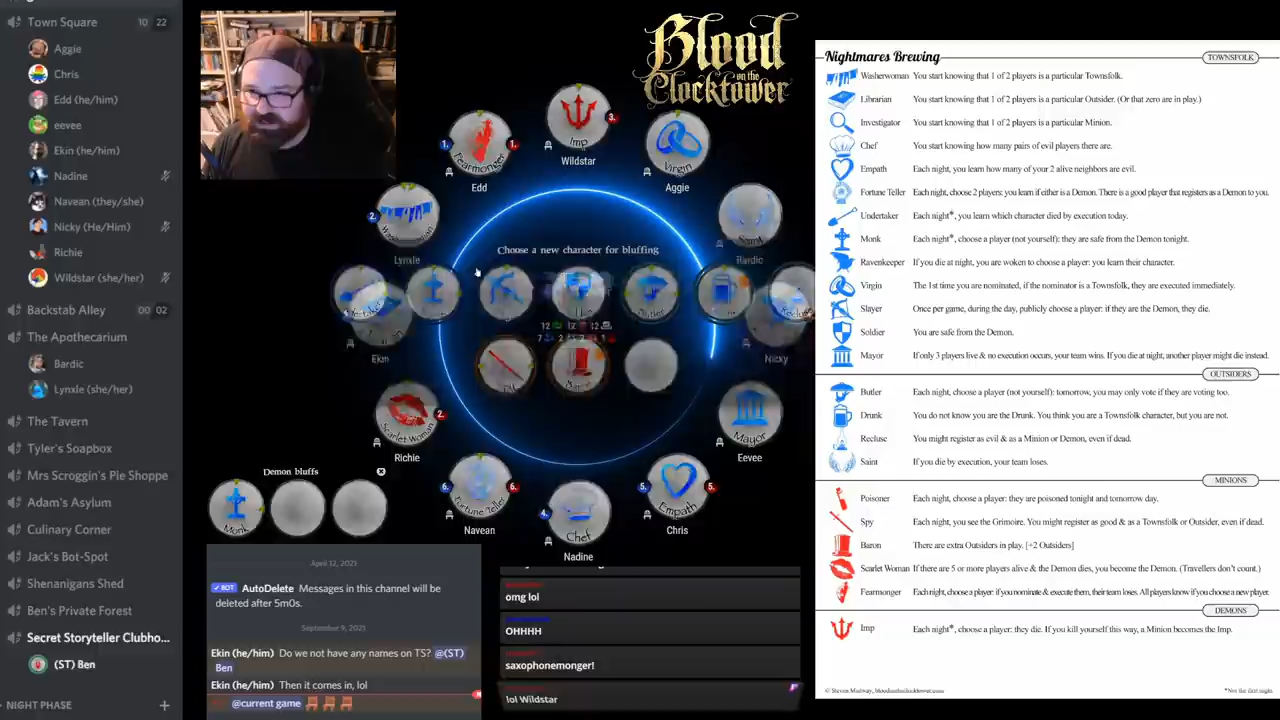 Town Square 10 22
Aggie
Chris
Edd (he/him)
eevee
Ekin (he/him)
Nadine
Navean (they/she)
Nicky (He/Him)
Richie
Wildstar (she/her)
Backstab Alley 00 02
The Apothecarium
Bardic
Lynxle (she/her)
The Tavern
Tyler's Soapbox
Mrs Scroggin's Pie Shoppe
Adam's Asylum
Culinary Corner
Jack's Bot-Spot
Shenanigans Shed
Ben's Private Forest
Secret Storyteller Clubho...
(ST) Ben
NIGHT PHASE
Blood
on the
Clocktower
Imp
3.
Wildstar
Fearmonger
1.
1.
Edd
Virgin
Aggie
2.
Lynxle
Saint
Bardic
Choose a new character for bluffing
Ekin
Nicky
Scarlet Woman
2.
Richie
Mayor
Eevee
Fortune Teller
6.
6.
Navean
Chef
4.
Nadine
Empath
5.
5.
Chris
Demon bluffs
Monk
April 12, 2025
BOT AutoDelete Messages in this channel will be
deleted after 5m0s.
September 9, 2025
Ekin (he/him) Do we not have any names on TS? @(ST)
Ben
Ekin (he/him) Then it comes in, lol
@current game
omg lol
OHHHH
saxophonemonger!
lol Wildstar
Nightmares Brewing
TOWNSFOLK
Washerwoman You start knowing that 1 of 2 players is a particular Townsfolk.
Librarian You start knowing that 1 of 2 players is a particular Outsider. (Or that zero are in play.)
Investigator You start knowing that 1 of 2 players is a particular Minion.
Chef You start knowing how many pairs of evil players there are.
Empath Each night, you learn how many of your 2 alive neighbors are evil.
Fortune Teller Each night, choose 2 players: you learn if either is a Demon. There is a good player that registers as a Demon to you.
Undertaker Each night*, you learn which character died by execution today.
Monk Each night*, choose a player (not yourself): they are safe from the Demon tonight.
Ravenkeeper If you die at night, you are woken to choose a player: you learn their character.
Virgin The 1st time you are nominated, if the nominator is a Townsfolk, they are executed immediately.
Slayer Once per game, during the day, publicly choose a player: if they are the Demon, they die.
Soldier You are safe from the Demon.
Mayor If only 3 players live & no execution occurs, your team wins. If you die at night, another player might die instead.
OUTSIDERS
Butler Each night, choose a player (not yourself): tomorrow, you may only vote if they are voting too.
Drunk You do not know you are the Drunk. You think you are a Townsfolk character, but you are not.
Recluse You might register as evil & as a Minion or Demon, even if dead.
Saint If you die by execution, your team loses.
MINIONS
Poisoner Each night, choose a player: they are poisoned tonight and tomorrow day.
Spy Each night, you see the Grimoire. You might register as good & as a Townsfolk or Outsider, even if dead.
Baron There are extra Outsiders in play. [+2 Outsiders]
Scarlet Woman If there are 5 or more players alive & the Demon dies, you become the Demon. (Travellers don't count.)
Fearmonger Each night, choose a player: if you nominate & execute them, their team loses. All players know if you choose a new player.
DEMONS
Imp Each night*, choose a player: they die. If you kill yourself this way, a Minion becomes the Imp.
© Steven Medway, bloodontheclocktower.com
*Not the first night